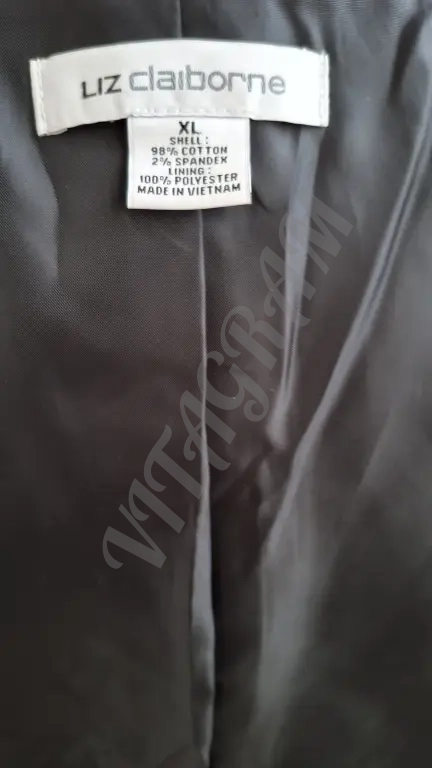 LIZ claiborne
XL
SHELL:
98% COTTON
2% SPANDEX
LINING:
100% POLYESTER
MADE IN VIETNAM
VITAGRAM